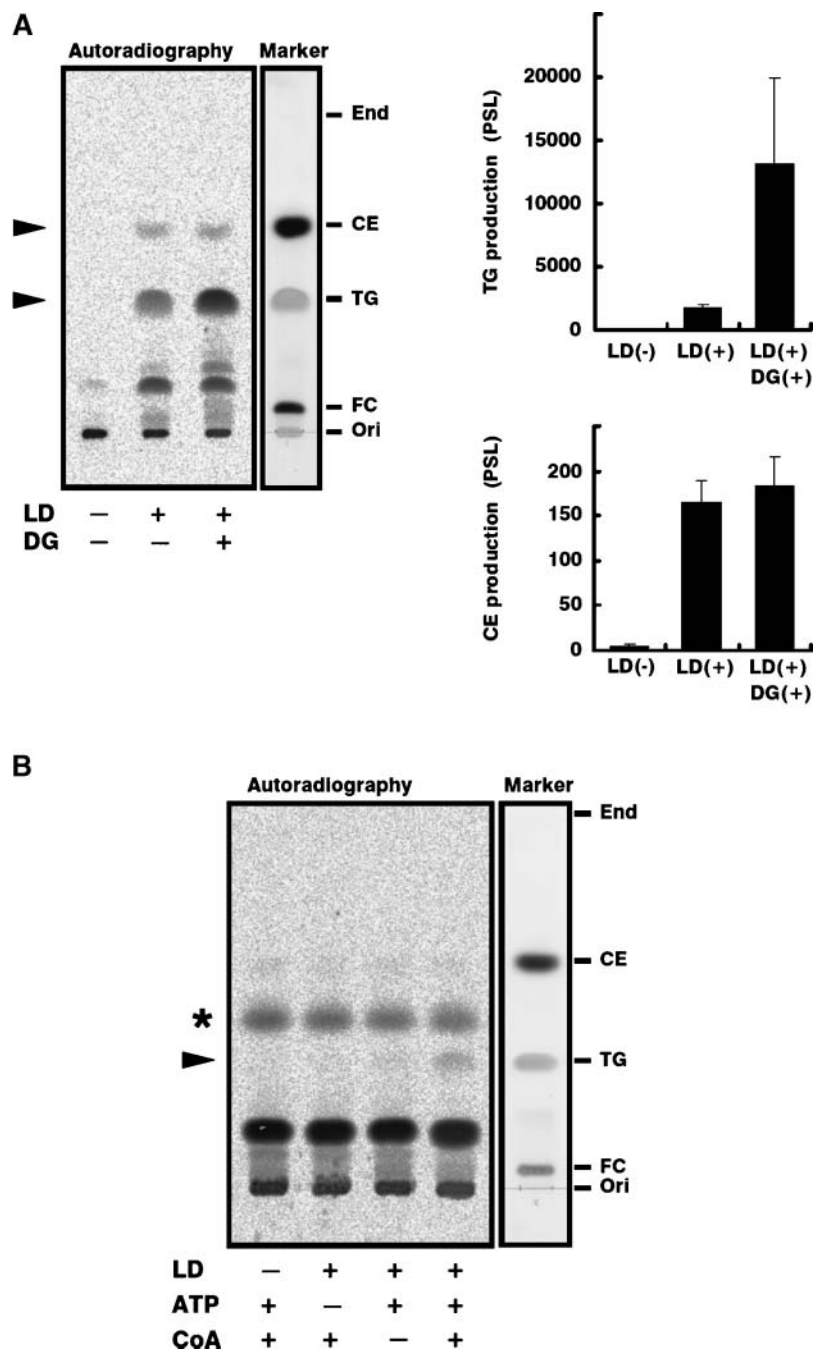 A
Autoradiography Marker
End
CE
TG
FC
Ori
LD – + +
DG – – +
TG production (PSL)
20000
15000
10000
5000
0
LD(-) LD(+) LD(+)
DG(+)
CE production (PSL)
200
150
100
50
0
LD(-) LD(+) LD(+)
DG(+)
B
Autoradiography Marker
End
CE
*
TG
FC
Ori
LD – + + +
ATP + – + +
CoA + + – +